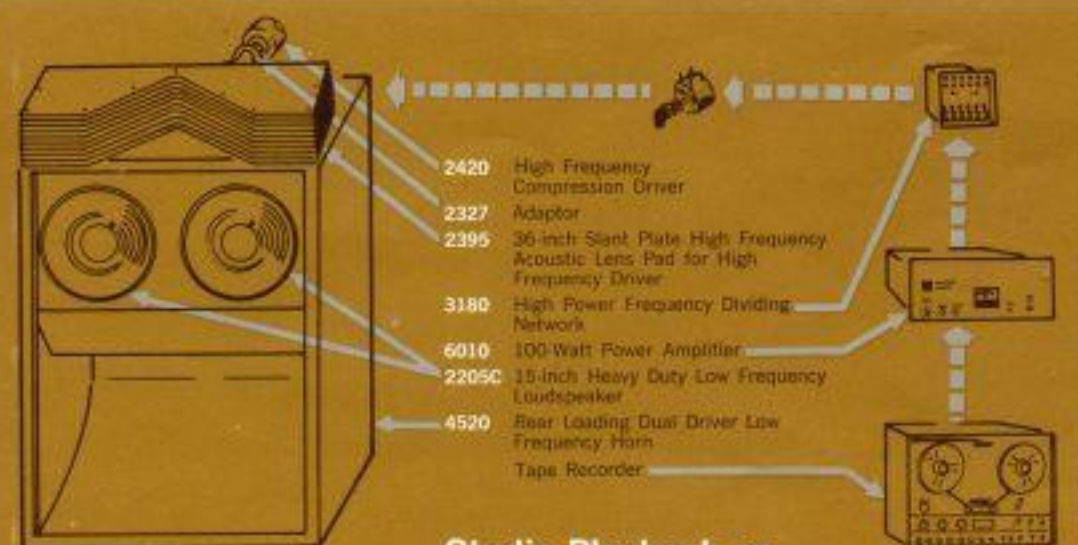 2420 High Frequency
Compression Driver
2327 Adaptor
2395 36-inch Slant Plate High Frequency
Acoustic Lens Pad for High
Frequency Driver
3180 High Power Frequency Dividing
Network
6010 100-Watt Power Amplifier
2205C 15-inch Heavy Duty Low Frequency
Loudspeaker
4520 Rear Loading Dual Driver Low
Frequency Horn
Tape Recorder